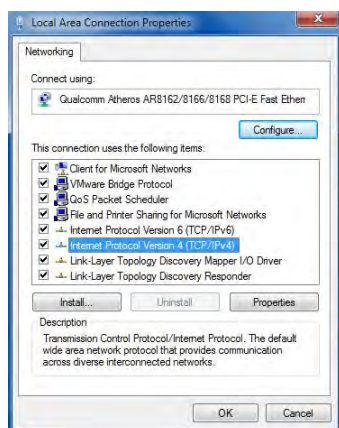 Local Area Connection Properties
Networking
Connect using:
Qualcomm Atheros AR8162/8166/8168 PCI-E Fast Ethern
Configure...
This connection uses the following items:
Client for Microsoft Networks
VMware Bridge Protocol
QoS Packet Scheduler
File and Printer Sharing for Microsoft Networks
Internet Protocol Version 6 (TCP/IPv6)
Internet Protocol Version 4 (TCP/IPv4)
Link-Layer Topology Discovery Mapper I/O Driver
Link-Layer Topology Discovery Responder
Install... Uninstall Properties
Description
Transmission Control Protocol/Internet Protocol. The default
wide area network protocol that provides communication
across diverse interconnected networks.
OK Cancel